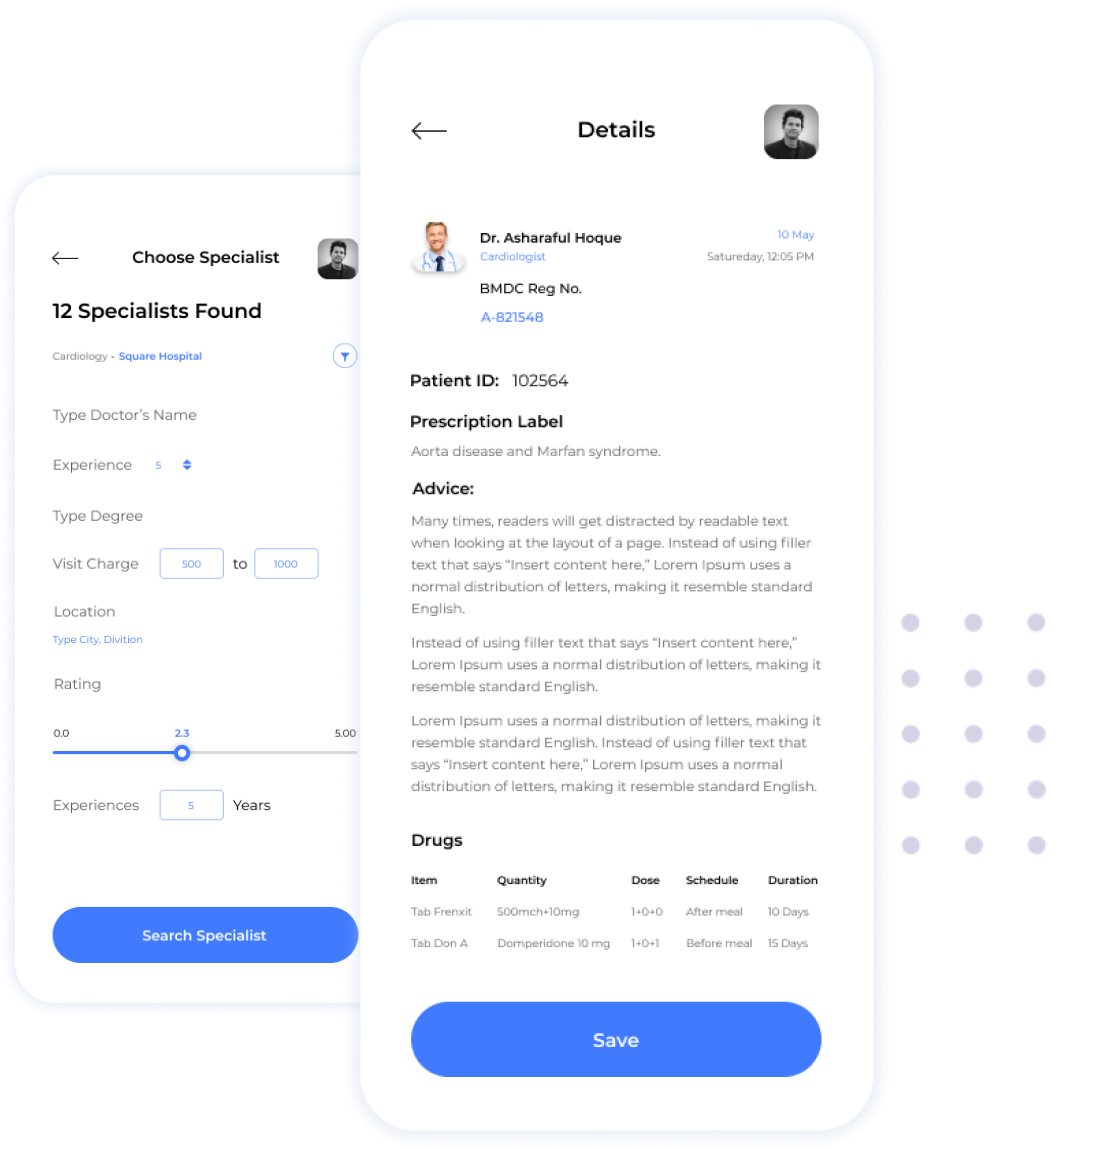 Choose Specialist
12 Specialists Found
Cardiology - Square Hospital
Type Doctor's Name
Experience 5
Type Degree
Visit Charge 500 to 1000
Location
Type City, Divition
Rating
0.0 2.3 5.00
Experiences 5 Years
Search Specialist
Details
Dr. Asharaful Hoque 10 May
Cardiologist Satureday, 12:05 PM
BMDC Reg No.
A-821548
Patient ID: 102564
Prescription Label
Aorta disease and Marfan syndrome.
Advice:
Many times, readers will get distracted by readable text
when looking at the layout of a page. Instead of using filler
text that says “Insert content here,” Lorem Ipsum uses a
normal distribution of letters, making it resemble standard
English.
Instead of using filler text that says “Insert content here,”
Lorem Ipsum uses a normal distribution of letters, making it
resemble standard English.
Lorem Ipsum uses a normal distribution of letters, making it
resemble standard English. Instead of using filler text that
says “Insert content here,” Lorem Ipsum uses a normal
distribution of letters, making it resemble standard English.
Drugs
Item Quantity Dose Schedule Duration
Tab Frenxit 500mch+10mg 1+0+0 After meal 10 Days
Tab Don A Domperidone 10 mg 1+0+1 Before meal 15 Days
Save